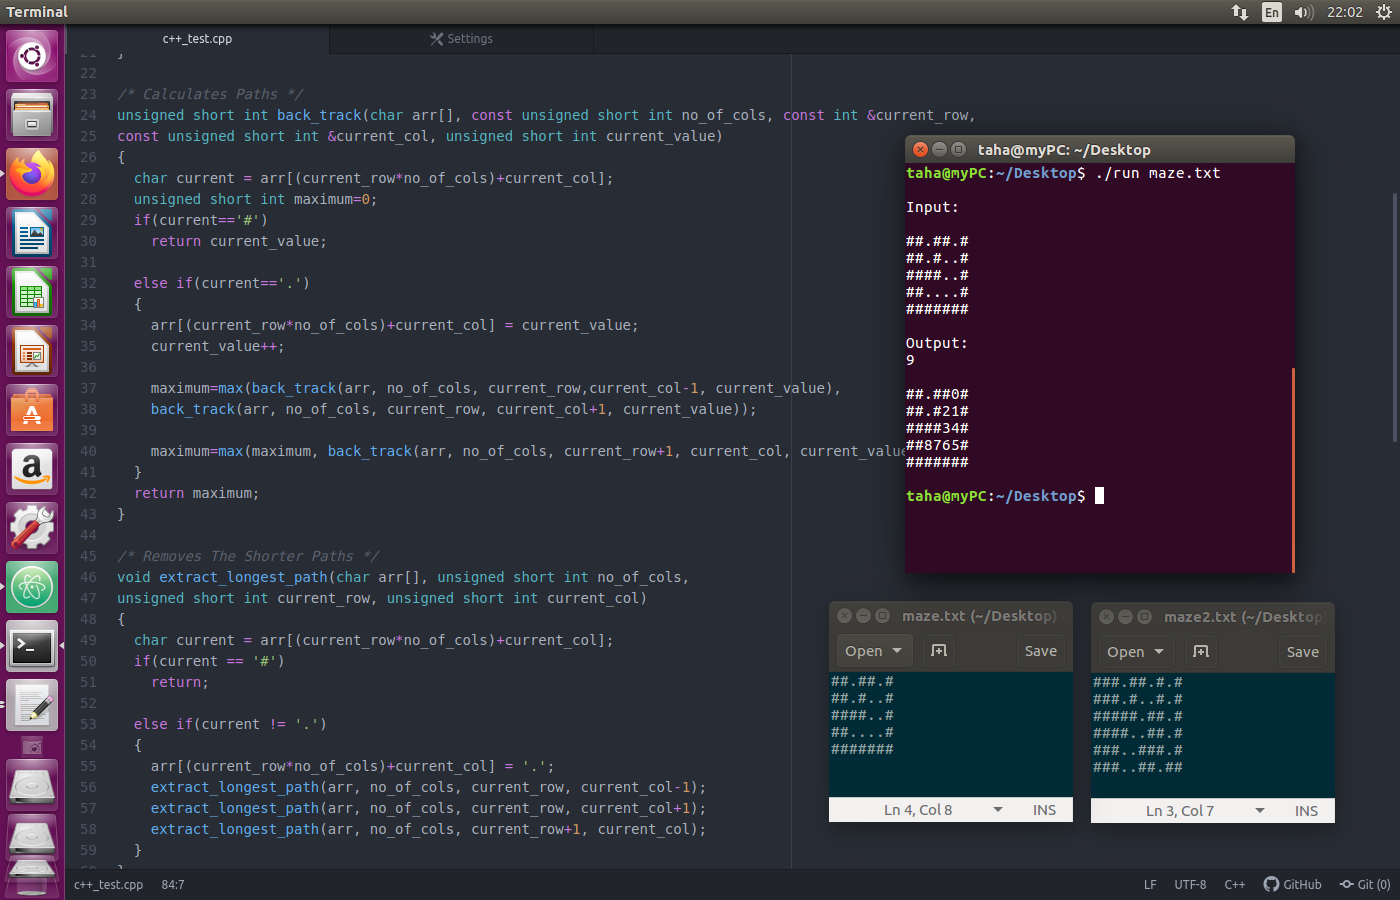 Terminal
En
22:02
c++_test.cpp
Settings
21 }
22
23 /* Calculates Paths */
24 unsigned short int back_track(char arr[], const unsigned short int no_of_cols, const int &current_row,
25 const unsigned short int &current_col, unsigned short int current_value)
26 {
27 char current = arr[(current_row*no_of_cols)+current_col];
28 unsigned short int maximum=0;
29 if(current=='#')
30 return current_value;
31
32 else if(current=='.')
33 {
34 arr[(current_row*no_of_cols)+current_col] = current_value;
35 current_value++;
36
37 maximum=max(back_track(arr, no_of_cols, current_row,current_col-1, current_value),
38 back_track(arr, no_of_cols, current_row, current_col+1, current_value));
39
40 maximum=max(maximum, back_track(arr, no_of_cols, current_row+1, current_col, current_value
41 }
42 return maximum;
43 }
44
45 /* Removes The Shorter Paths */
46 void extract_longest_path(char arr[], unsigned short int no_of_cols,
47 unsigned short int current_row, unsigned short int current_col)
48 {
49 char current = arr[(current_row*no_of_cols)+current_col];
50 if(current == '#')
51 return;
52
53 else if(current != '.')
54 {
55 arr[(current_row*no_of_cols)+current_col] = '.';
56 extract_longest_path(arr, no_of_cols, current_row, current_col-1);
57 extract_longest_path(arr, no_of_cols, current_row, current_col+1);
58 extract_longest_path(arr, no_of_cols, current_row+1, current_col);
59 }
60 }
taha@myPC: ~/Desktop
taha@myPC:~/Desktop$ ./run maze.txt
Input:
##.##.#
##.#..#
####..#
##....#
#######
Output:
9
##.##0#
##.#21#
####34#
##8765#
#######
taha@myPC:~/Desktop$
maze.txt (~/Desktop)
Open
Save
##.##.#
##.#..#
####..#
##....#
#######
Ln 4, Col 8
INS
maze2.txt (~/Desktop
Open
Save
###.##.#.#
###.#..#.#
#####.##.#
####..##.#
###..###.#
###..##.##
Ln 3, Col 7
INS
c++_test.cpp 84:7
LF UTF-8 C++ GitHub Git (0)